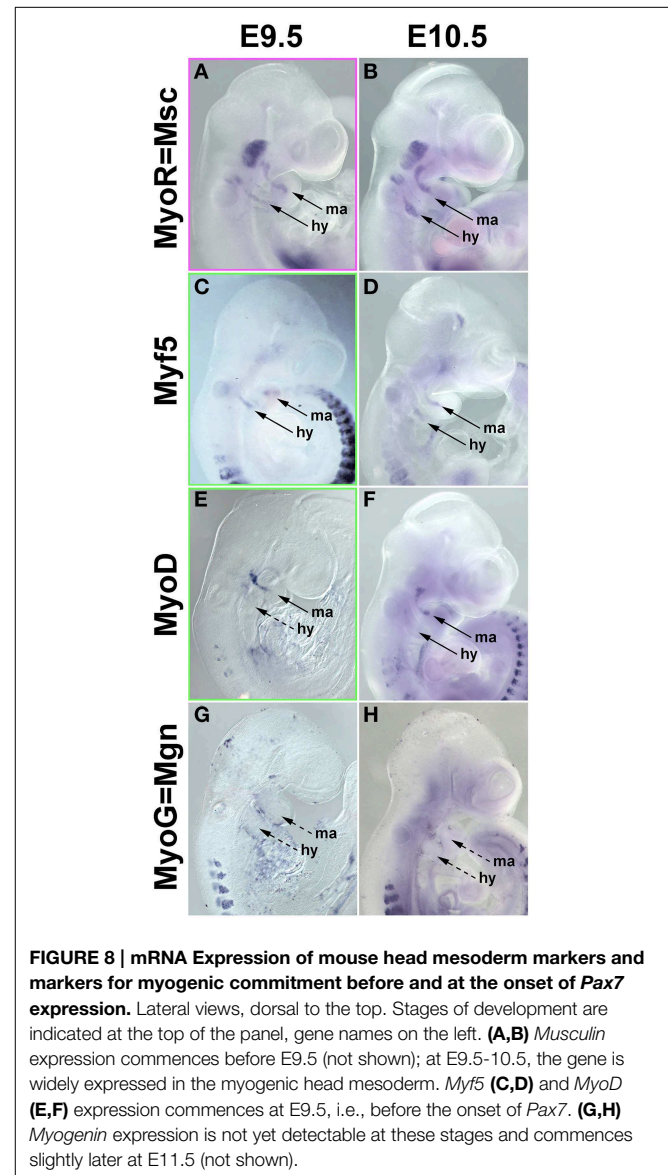 E9.5 E10.5
MyoR=Msc
A
ma
hy
B
ma
hy
Myf5
C
ma
hy
D
ma
hy
MyoD
E
ma
hy
F
ma
hy
MyoG=Mgn
G
ma
hy
H
ma
hy
FIGURE 8 | mRNA Expression of mouse head mesoderm markers and
markers for myogenic commitment before and at the onset of Pax7
expression. Lateral views, dorsal to the top. Stages of development are
indicated at the top of the panel, gene names on the left. (A,B) Musculin
expression commences before E9.5 (not shown); at E9.5-10.5, the gene is
widely expressed in the myogenic head mesoderm. Myf5 (C,D) and MyoD
(E,F) expression commences at E9.5, i.e., before the onset of Pax7. (G,H)
Myogenin expression is not yet detectable at these stages and commences
slightly later at E11.5 (not shown).